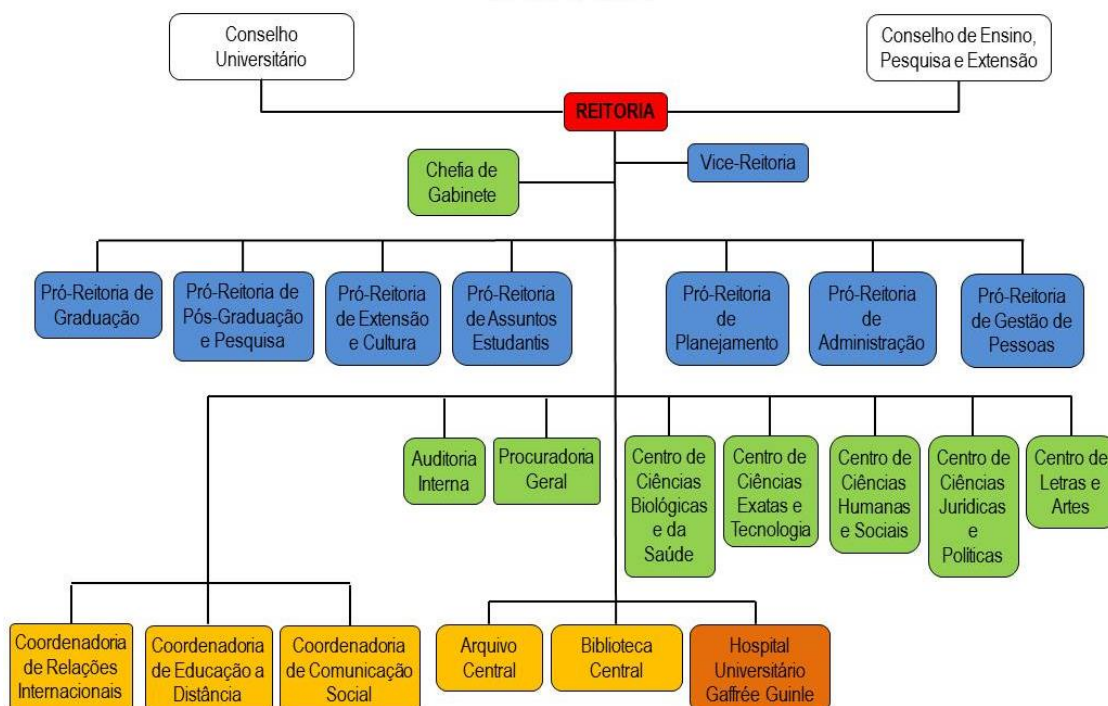 Conselho
Universitário
Conselho de Ensino,
Pesquisa e Extensão
REITORIA
Chefia de
Gabinete
Vice-Reitoria
Pró-Reitoria de
Graduação
Pró-Reitoria de
Pós-Graduação
e Pesquisa
Pró-Reitoria
de Extensão
e Cultura
Pró-Reitoria
de Assuntos
Estudantis
Pró-Reitoria
de
Planejamento
Pró-Reitoria
de
Administração
Pró-Reitoria
de Gestão de
Pessoas
Auditoria
Interna
Procuradoria
Geral
Centro de
Ciências
Biológicas
e da
Saúde
Centro de
Ciências
Exatas e
Tecnologia
Centro de
Ciências
Humanas
e Sociais
Centro de
Ciências
Jurídicas
e
Políticas
Centro de
Letras e
Artes
Coordenadoria
de Relações
Internacionais
Coordenadoria
de Educação a
Distância
Coordenadoria
de Comunicação
Social
Arquivo
Central
Biblioteca
Central
Hospital
Universitário
Gaffrée Guinle